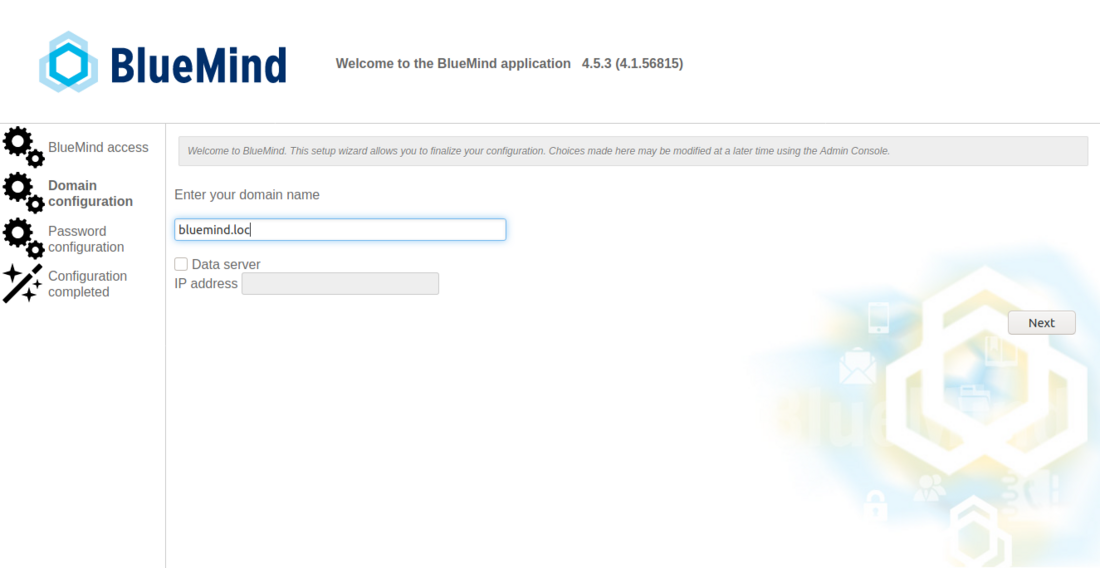 BlueMind
Welcome to the BlueMind application 4.5.3 (4.1.56815)
BlueMind access
Domain
configuration
Password
configuration
Configuration
completed
Welcome to BlueMind. This setup wizard allows you to finalize your configuration. Choices made here may be modified at a later time using the Admin Console.
Enter your domain name
bluemind.loc
Data server
IP address
Next